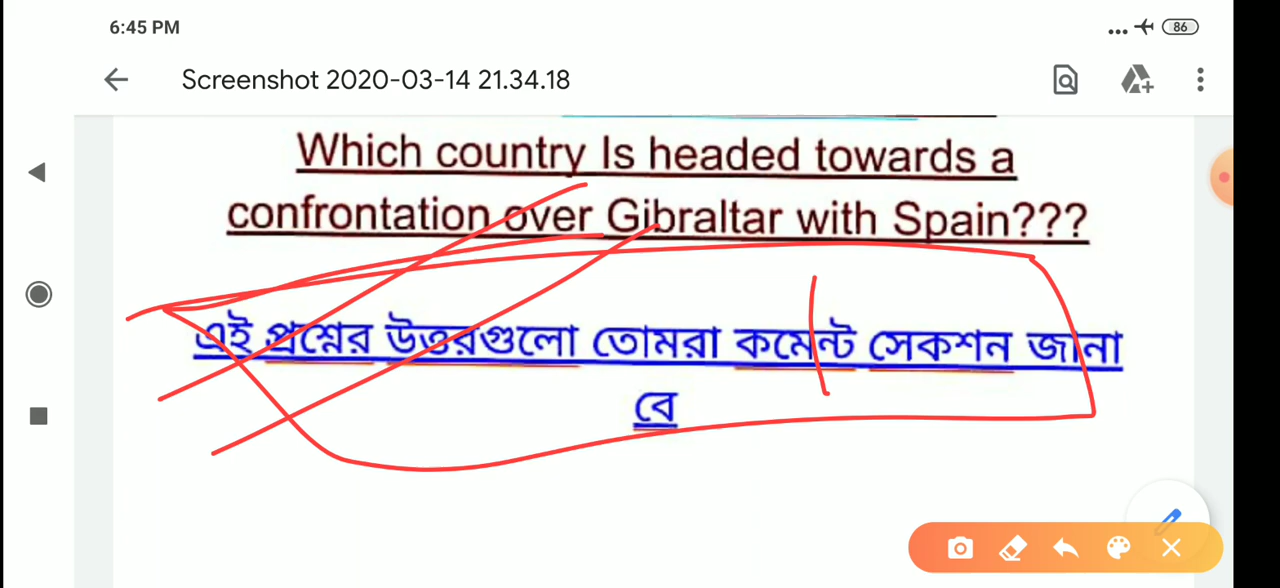 6:45 PM
86
Screenshot 2020-03-14 21.34.18
Which country Is headed towards a
confrontation over Gibraltar with Spain???
এই প্রশ্নের উত্তরগুলো তোমরা কমেন্ট সেকশন জানা
বে